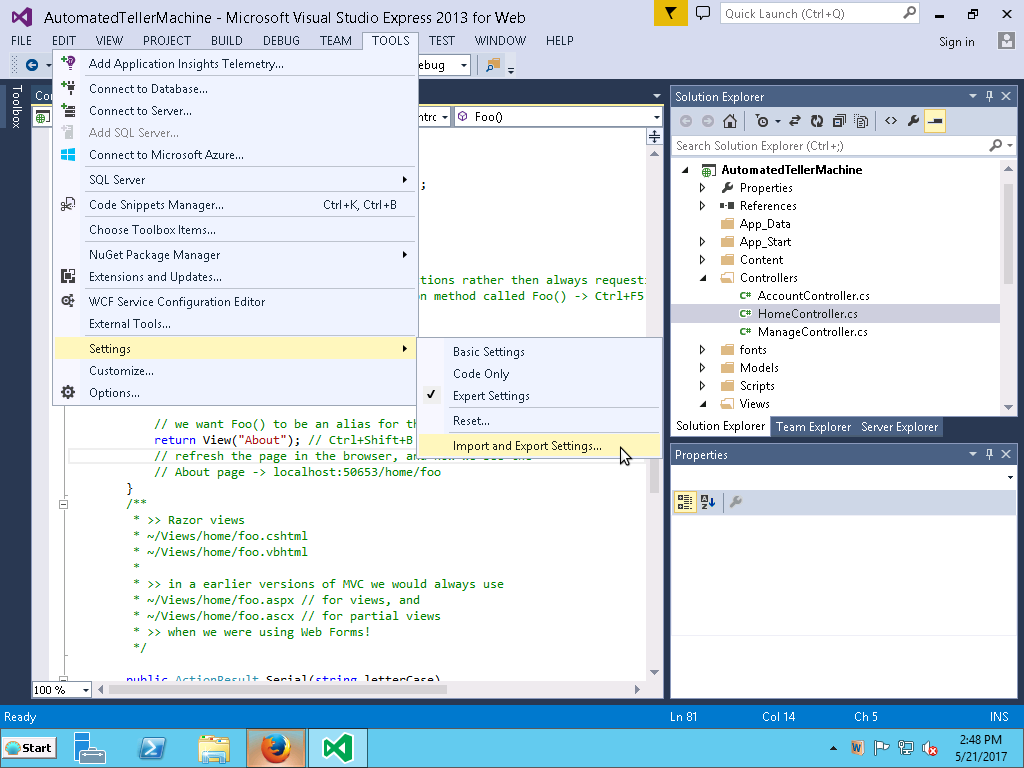 AutomatedTellerMachine - Microsoft Visual Studio Express 2013 for Web
Quick Launch (Ctrl+Q)
FILE EDIT VIEW PROJECT BUILD DEBUG TEAM TOOLS TEST WINDOW HELP
Sign in
Toolbox
Add Application Insights Telemetry...
Connect to Database...
Connect to Server...
Add SQL Server...
Connect to Microsoft Azure...
SQL Server
Code Snippets Manager... Ctrl+K, Ctrl+B
Choose Toolbox Items...
NuGet Package Manager
Extensions and Updates...
WCF Service Configuration Editor
External Tools...
Settings
Customize...
Options...
Basic Settings
Code Only
Expert Settings
Reset...
Import and Export Settings...
ebug
Co
ntrc
Foo()
;
tions rather then always requesti
n method called Foo() -> Ctrl+F5
// we want Foo() to be an alias for th
return View("About"); // Ctrl+Shift+B
// refresh the page in the browser, and now we see the
// About page -> localhost:50653/home/foo
}
/**
* >> Razor views
* ~/Views/home/foo.cshtml
* ~/Views/home/foo.vbhtml
*
* >> in a earlier versions of MVC we would always use
* ~/Views/home/foo.aspx // for views, and
* ~/Views/home/foo.ascx // for partial views
* >> when we were using Web Forms!
*/
public ActionResult Serial(string letterCase)
100 %
Solution Explorer
Search Solution Explorer (Ctrl+;)
AutomatedTellerMachine
Properties
References
App_Data
App_Start
Content
Controllers
C# AccountController.cs
C# HomeController.cs
C# ManageController.cs
fonts
Models
Scripts
Views
Solution Explorer Team Explorer Server Explorer
Properties
Ready Ln 81 Col 14 Ch 5 INS
Start
2:48 PM
5/21/2017